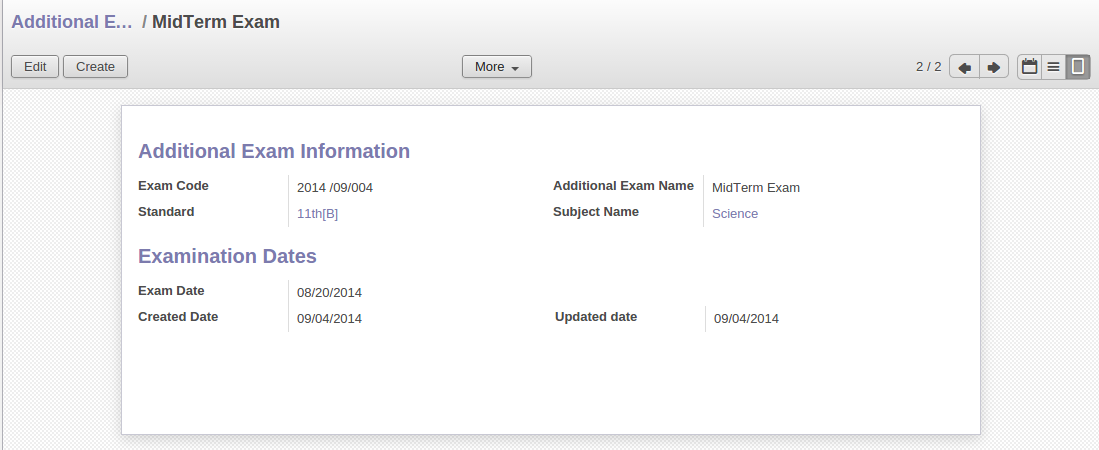 Additional E... / MidTerm Exam
Edit Create More 2 / 2
Additional Exam Information
Exam Code 2014 /09/004 Additional Exam Name MidTerm Exam
Standard 11th[B] Subject Name Science
Examination Dates
Exam Date 08/20/2014
Created Date 09/04/2014 Updated date 09/04/2014